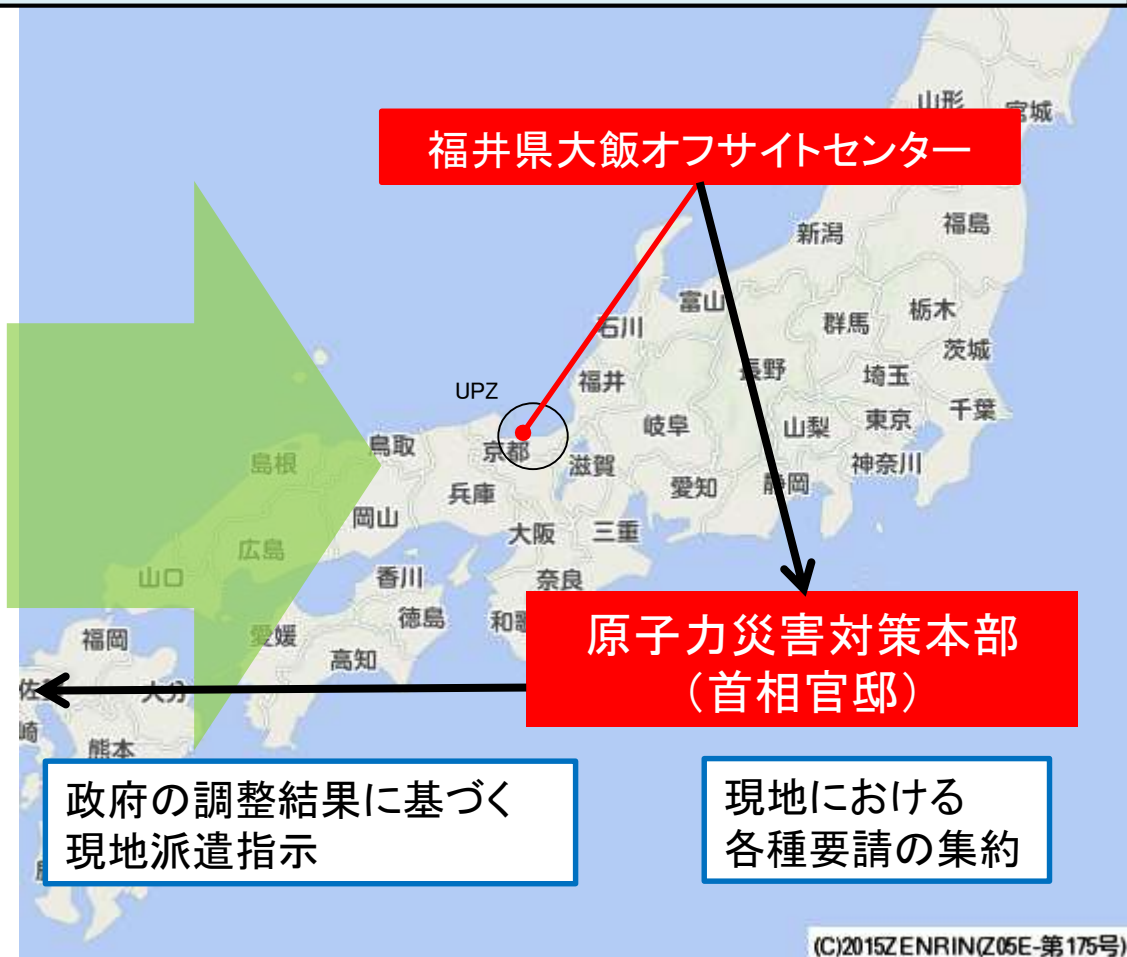 山形
宮城
福井県大飯オフサイトセンター
新潟
福島
富山
石川
群馬
栃木
長野
茨城
福井
埼玉
UPZ
岐阜
山梨
東京
千葉
鳥取
京都
島根
滋賀
神奈川
兵庫
愛知
静岡
岡山
大阪
三重
広島
山口
香川
奈良
徳島
福岡
愛媛
高知
原子力災害対策本部
（首相官邸）
大分
熊本
政府の調整結果に基づく
現地派遣指示
現地における
各種要請の集約
(C)2015ZENRIN(Z05E-第175号)